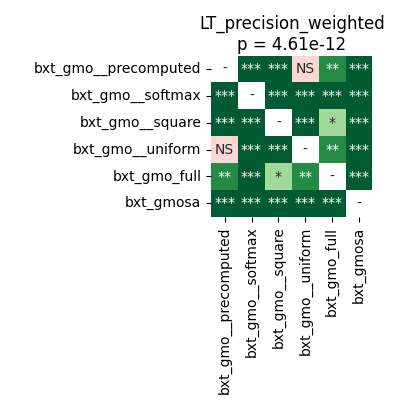 LT_precision_weighted
p = 4.61e-12
bxt_gmo__precomputed - *** *** NS ** ***
bxt_gmo__softmax *** - *** *** *** ***
bxt_gmo__square *** *** - *** * ***
bxt_gmo__uniform NS *** *** - ** ***
bxt_gmo_full ** *** * ** - ***
bxt_gmosa *** *** *** *** *** -
bxt_gmo__precomputed
bxt_gmo__softmax
bxt_gmo__square
bxt_gmo__uniform
bxt_gmo_full
bxt_gmosa